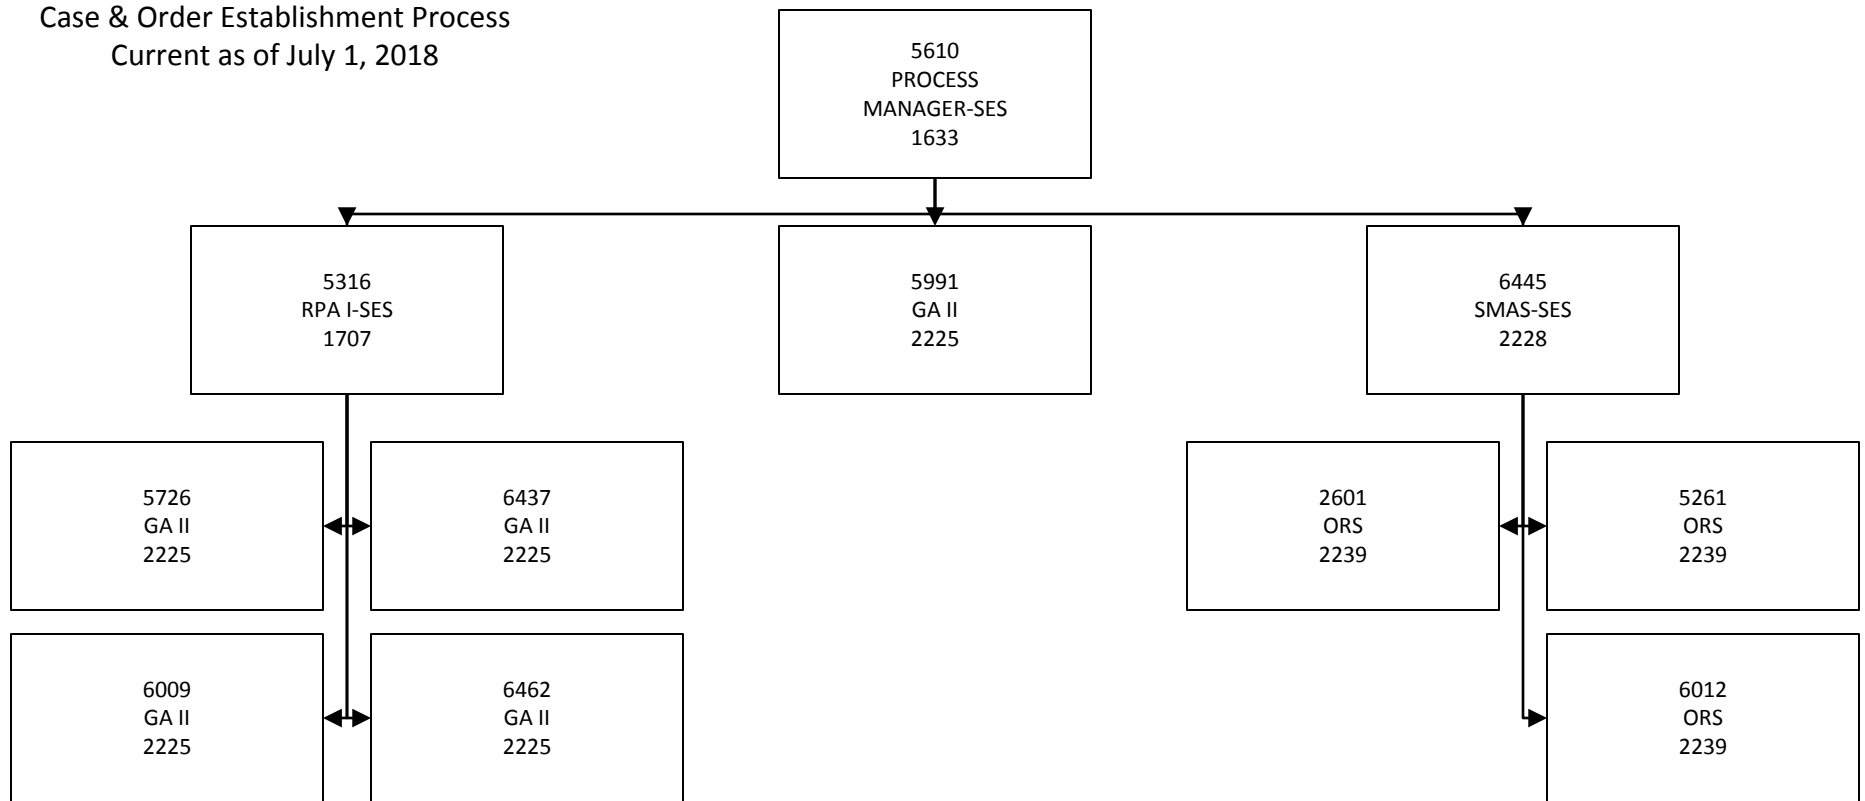 Case & Order Establishment Process
Current as of July 1, 2018
5610
PROCESS
MANAGER-SES
1633
5316
RPA I-SES
1707
5991
GA II
2225
6445
SMAS-SES
2228
5726
GA II
2225
6437
GA II
2225
2601
ORS
2239
5261
ORS
2239
6009
GA II
2225
6462
GA II
2225
6012
ORS
2239